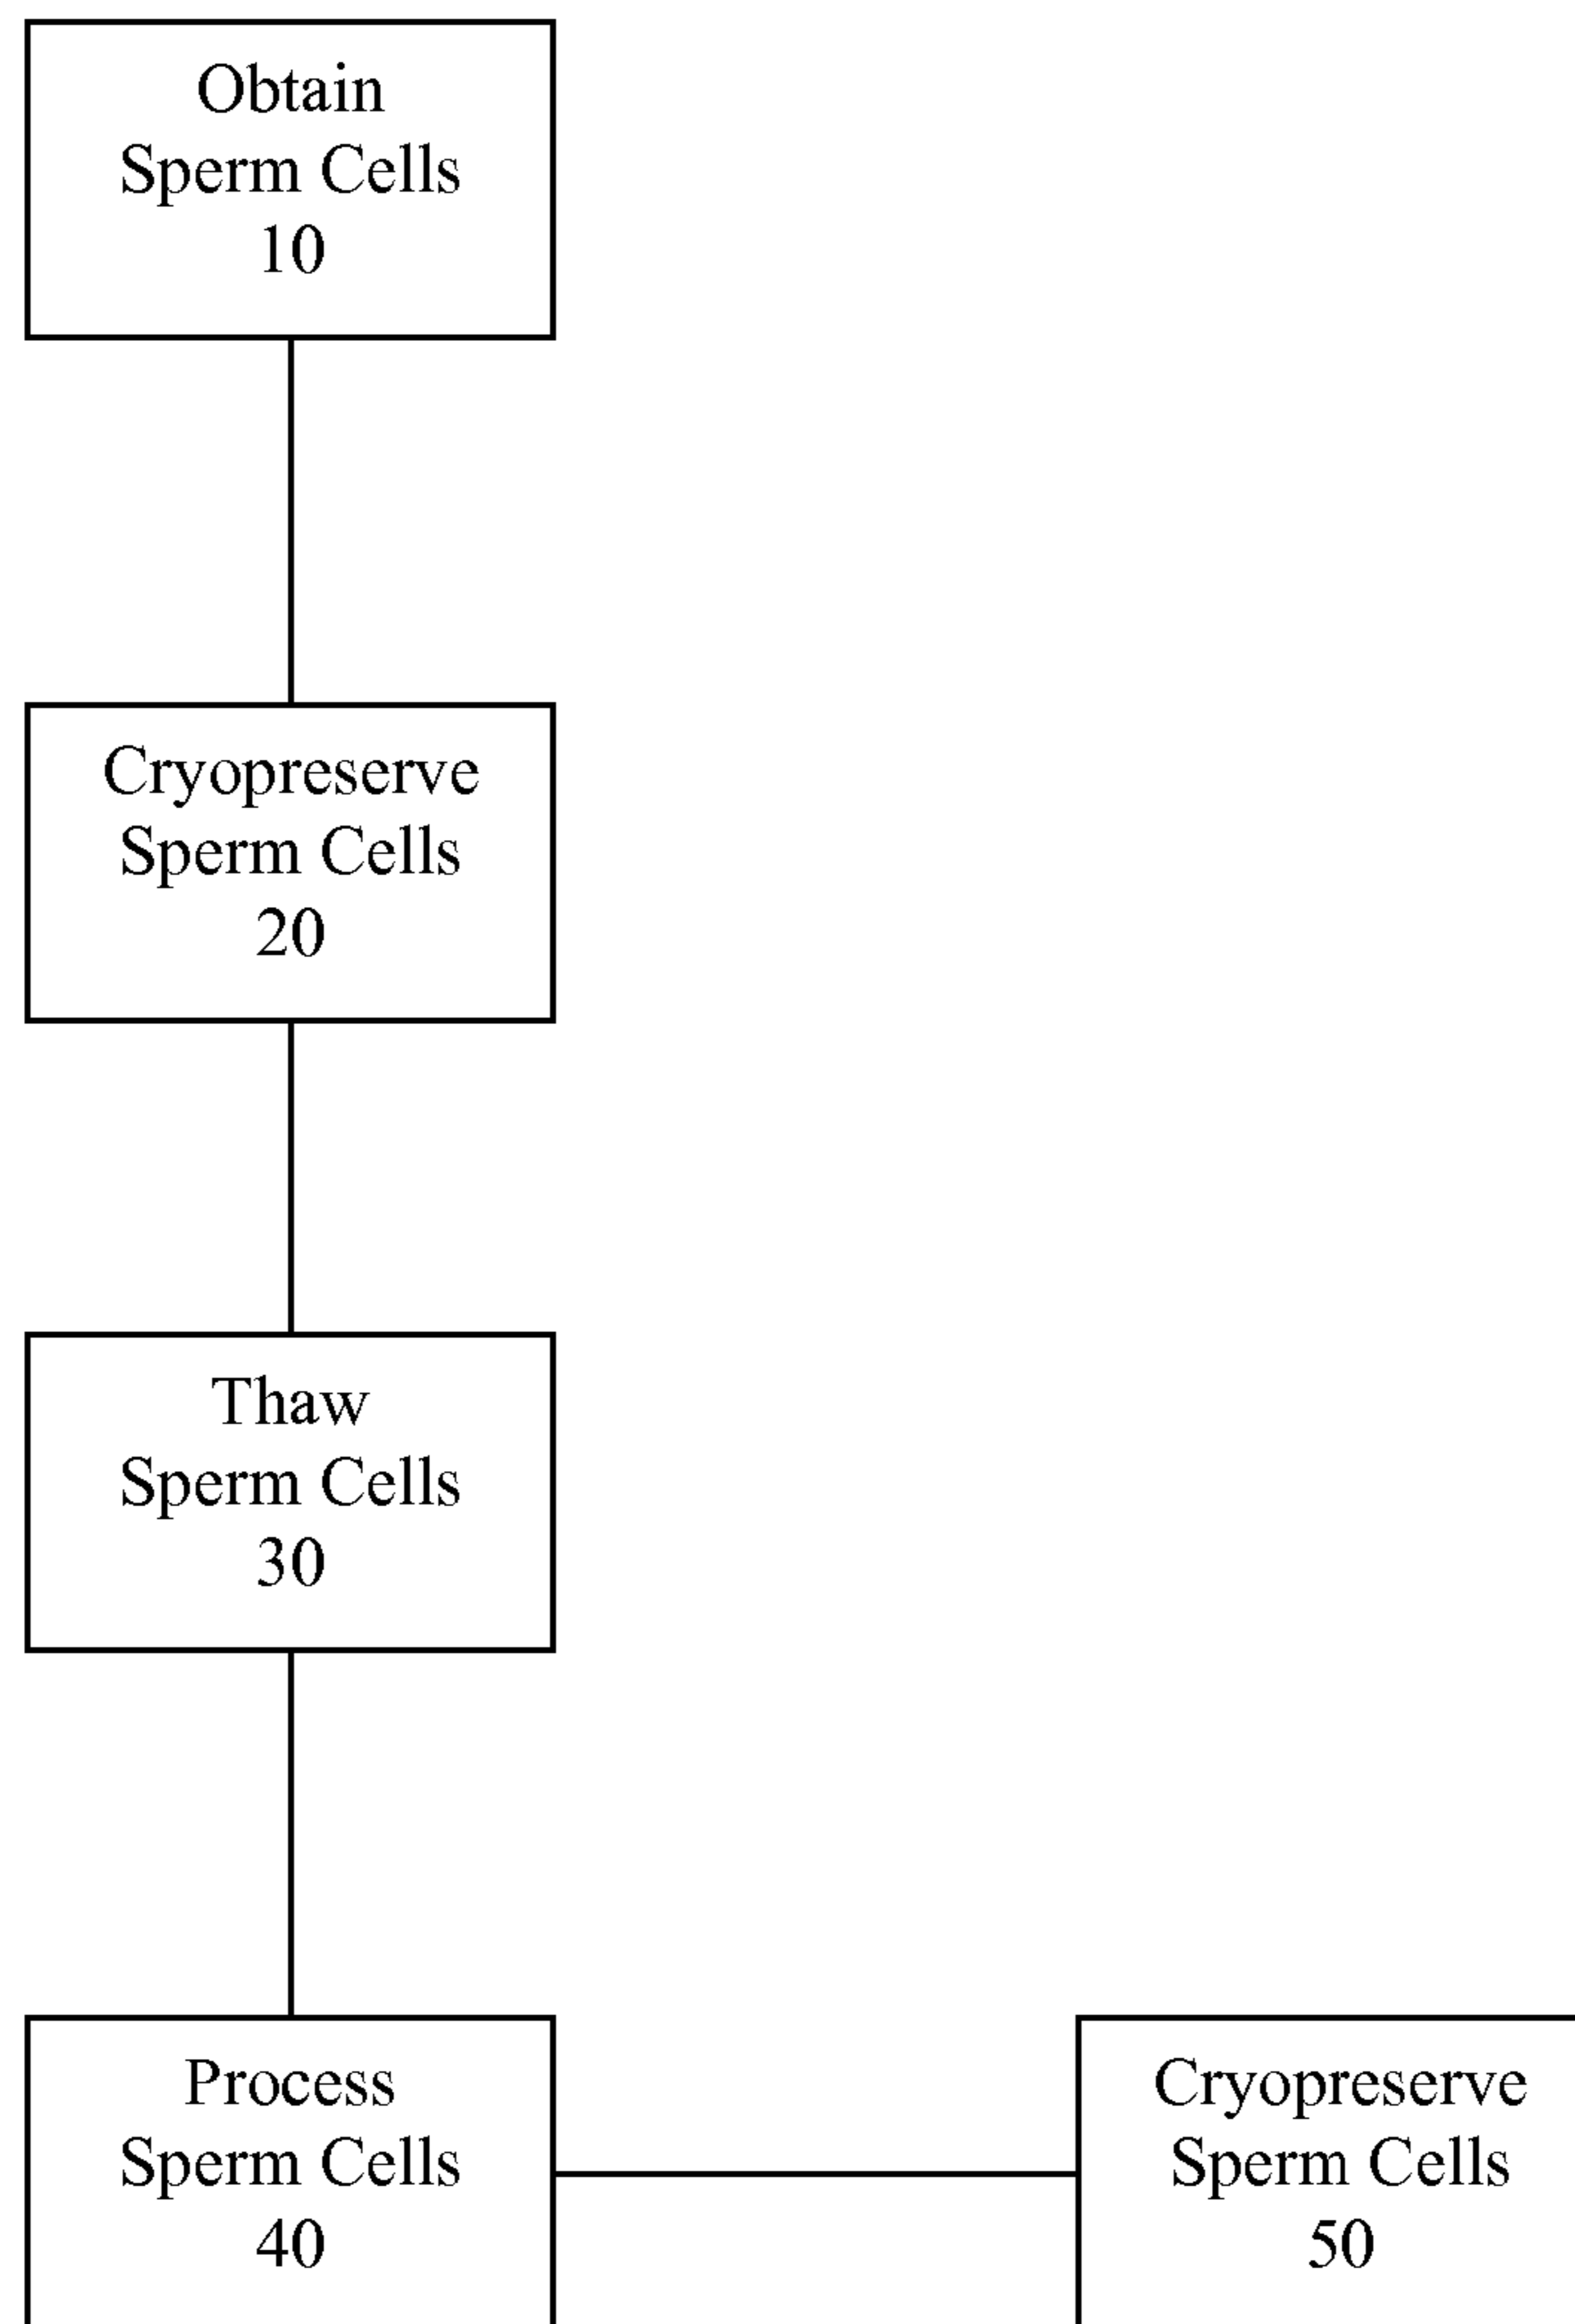 Obtain
Sperm Cells
10
Cryopreserve
Sperm Cells
20
Thaw
Sperm Cells
30
Process
Sperm Cells
40
Cryopreserve
Sperm Cells
50